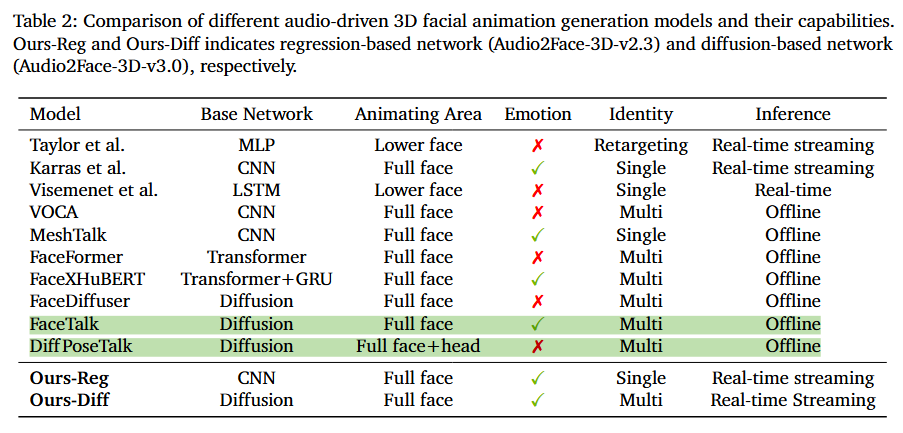 Table 2: Comparison of different audio-driven 3D facial animation generation models and their capabilities.
Ours-Reg and Ours-Diff indicates regression-based network (Audio2Face-3D-v2.3) and diffusion-based network
(Audio2Face-3D-v3.0), respectively.
Model Base Network Animating Area Emotion Identity Inference
Taylor et al. MLP Lower face ✗ Retargeting Real-time streaming
Karras et al. CNN Full face ✓ Single Real-time streaming
Visemenet et al. LSTM Lower face ✗ Single Real-time
VOCA CNN Full face ✗ Multi Offline
MeshTalk CNN Full face ✓ Single Offline
FaceFormer Transformer Full face ✗ Multi Offline
FaceXHuBERT Transformer+GRU Full face ✓ Multi Offline
FaceDiffuser Diffusion Full face ✗ Multi Offline
FaceTalk Diffusion Full face ✓ Multi Offline
DiffPoseTalk Diffusion Full face+head ✗ Multi Offline
Ours-Reg CNN Full face ✓ Single Real-time streaming
Ours-Diff Diffusion Full face ✓ Multi Real-time Streaming